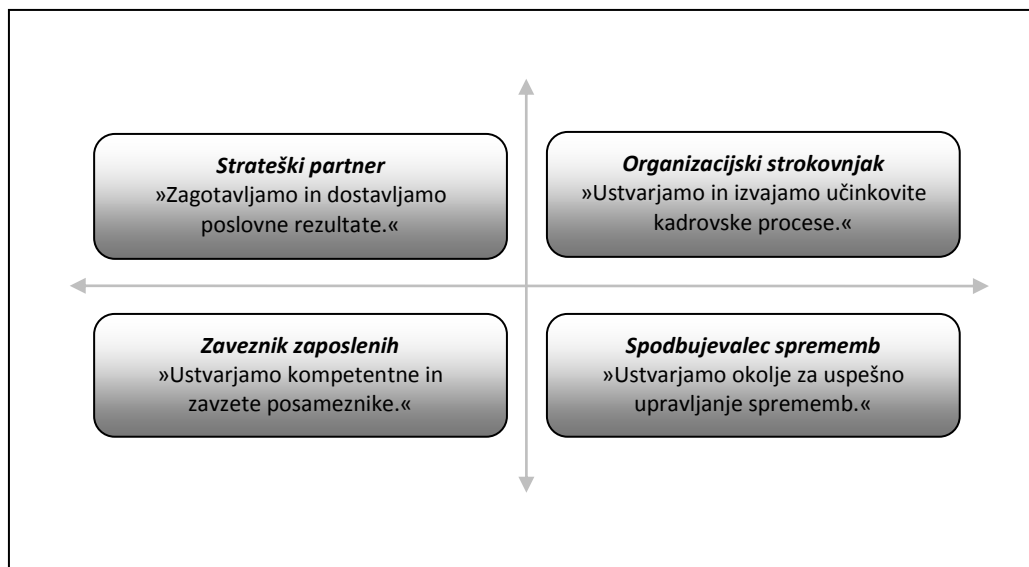 Strateški partner
»Zagotavljamo in dostavljamo
poslovne rezultate.«
Organizacijski strokovnjak
»Ustvarjamo in izvajamo učinkovite
kadrovske procese.«
Zaveznik zaposlenih
»Ustvarjamo kompetentne in
zavzete posameznike.«
Spodbujevalec sprememb
»Ustvarjamo okolje za uspešno
upravljanje sprememb.«